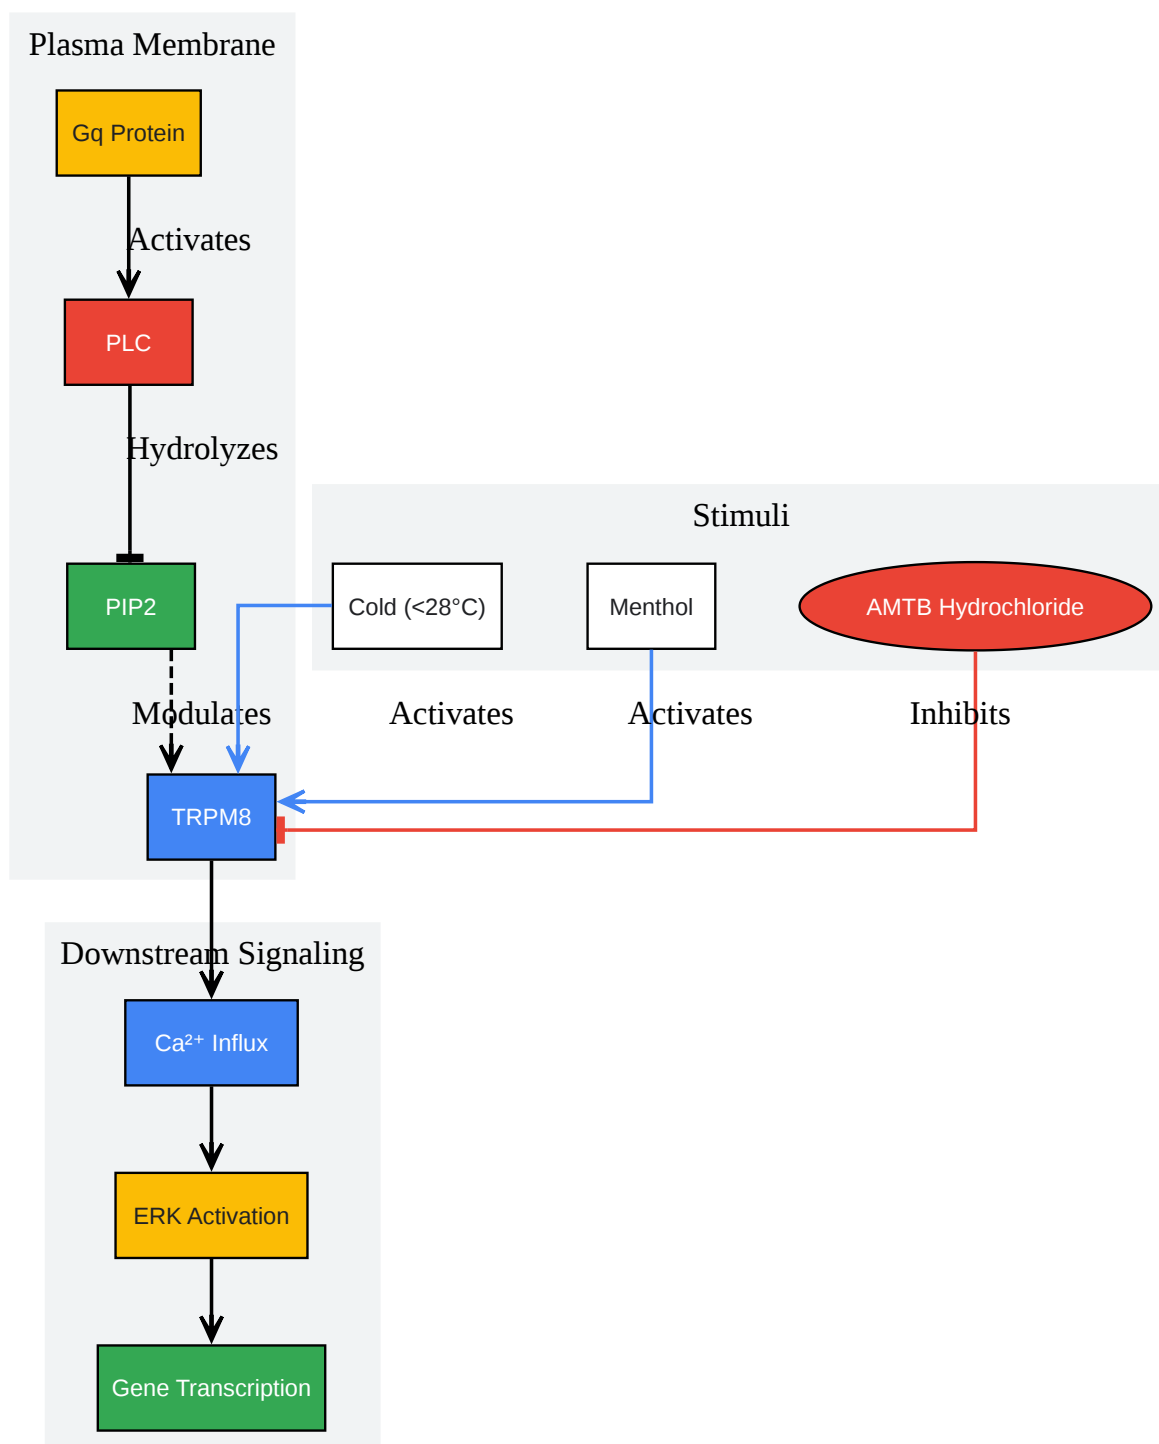 Plasma Membrane
Gq Protein
Activates
PLC
Hydrolyzes
Stimuli
PIP2
Cold (<28°C)
Menthol
AMTB Hydrochloride
Modulates
Activates
Activates
Inhibits
TRPM8
Downstream Signaling
Ca²⁺ Influx
ERK Activation
Gene Transcription